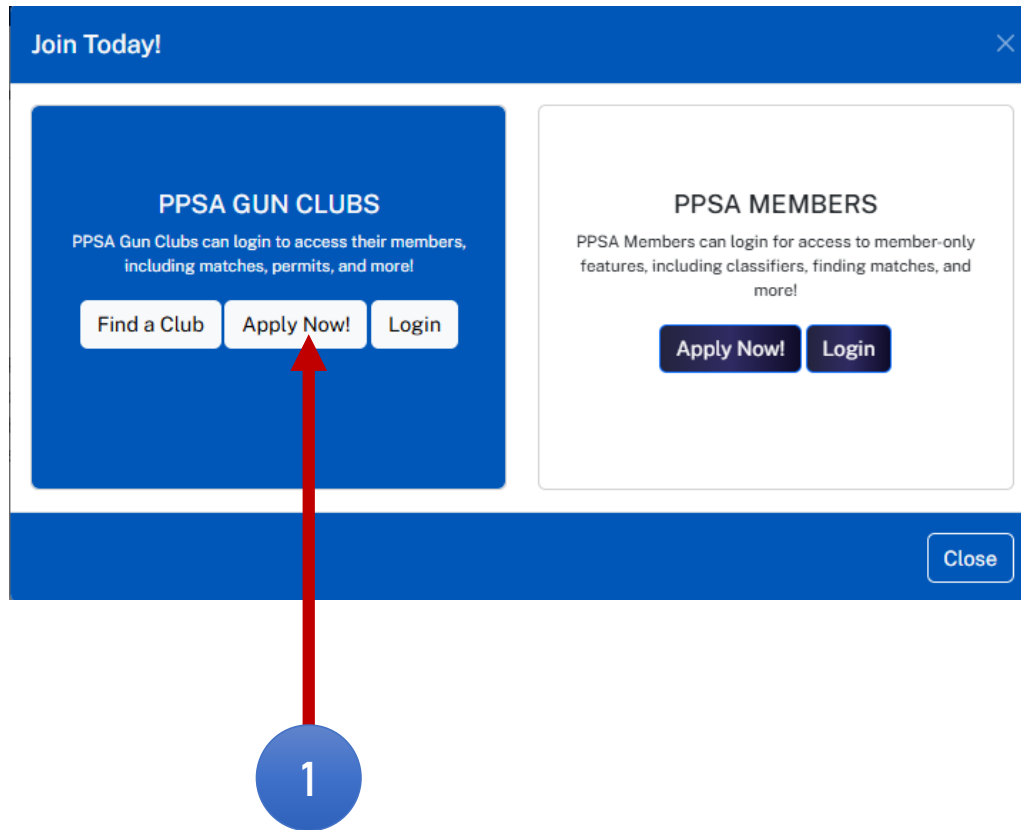 Join Today!
PPSA GUN CLUBS
PPSA Gun Clubs can login to access their members,
including matches, permits, and more!
Find a Club
Apply Now!
Login
PPSA MEMBERS
PPSA Members can login for access to member-only
features, including classifiers, finding matches, and
more!
Apply Now!
Login
Close
1